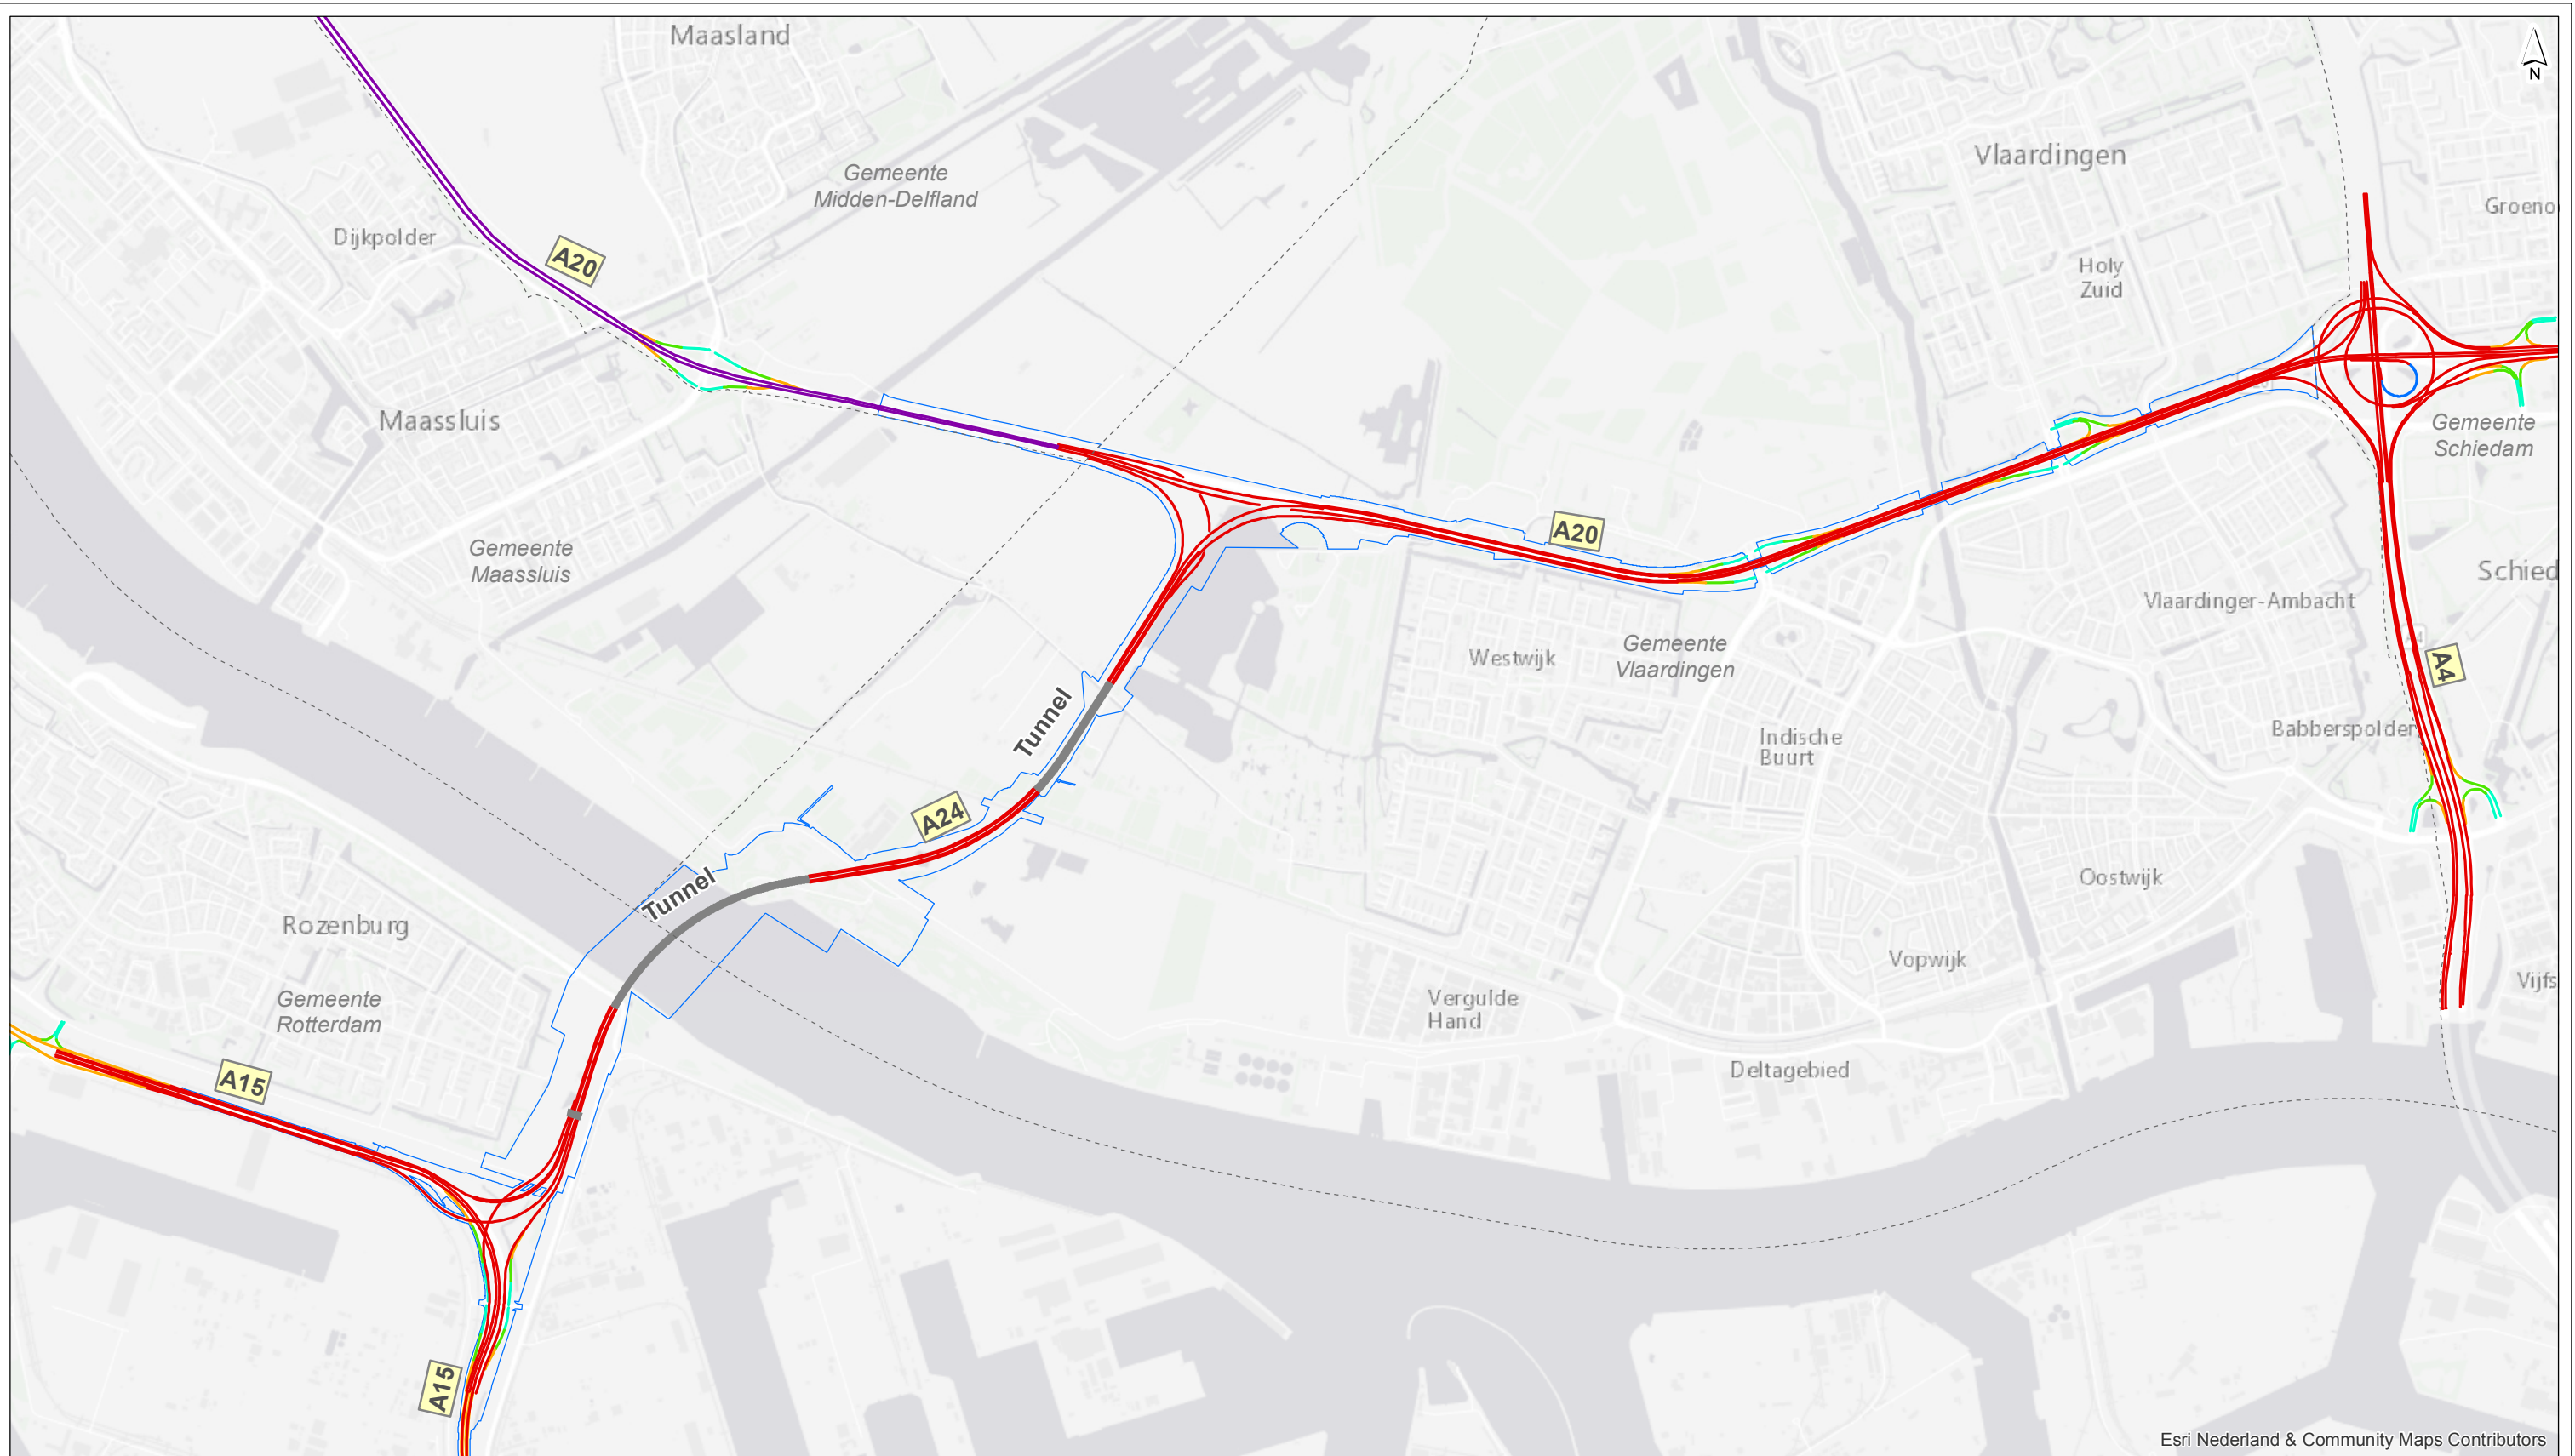 Maasland
N
Vlaardingen
Gemeente
Midden-Delfland
Groeno
Dijkpolder
A20
Holy
Zuid
Maassluis
Gemeente
Schiedam
A20
Gemeente
Maassluis
Schied
Vlaardinger-Ambacht
Gemeente
Vlaardingen
Westwijk
A4
Tunnel
Babberspolder
Indische
Buurt
A24
Tunnel
Oostwijk
Rozenburg
Vopwijk
Vijfs
Gemeente
Rotterdam
Vergulde
Hand
A15
Deltagebied
A15
Esri Nederland & Community Maps Contributors